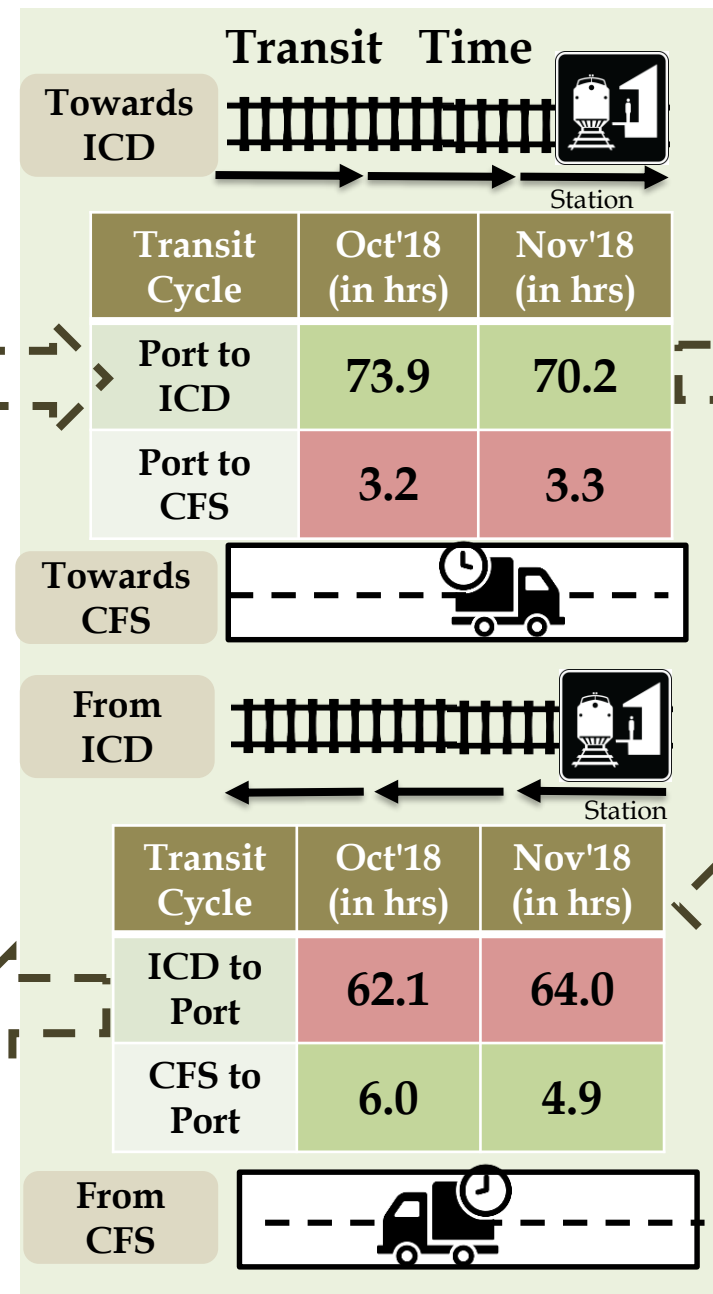 Transit Time
Towards
ICD
Station
Transit
Cycle
Oct'18
(in hrs)
Nov'18
(in hrs)
Port to
ICD
73.9
70.2
Port to
CFS
3.2
3.3
Towards
CFS
From
ICD
Station
Transit
Cycle
Oct'18
(in hrs)
Nov'18
(in hrs)
ICD to
Port
62.1
64.0
CFS to
Port
6.0
4.9
From
CFS